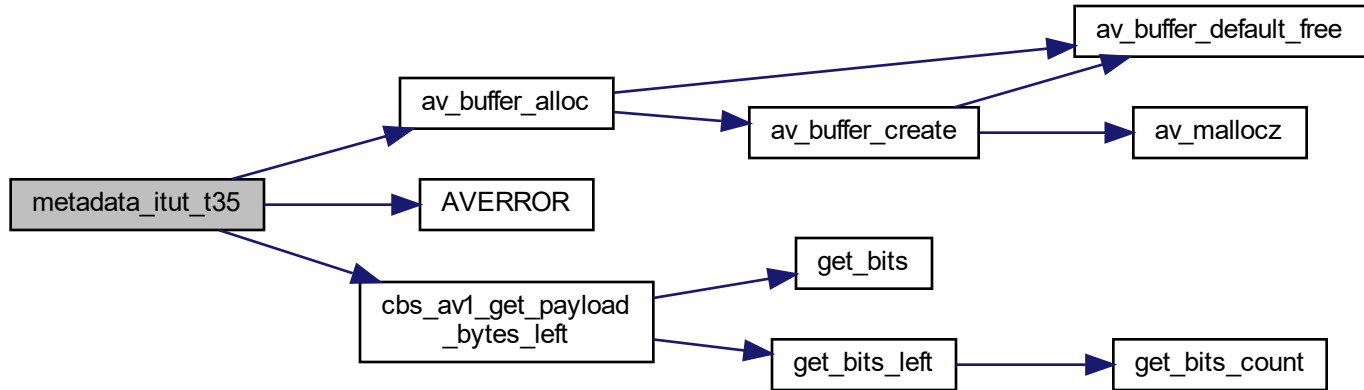 av_buffer_default_free
av_buffer_alloc
av_buffer_create
av_mallocz
metadata_itut_t35
AVERROR
get_bits
cbs_av1_get_payload
_bytes_left
get_bits_left
get_bits_count